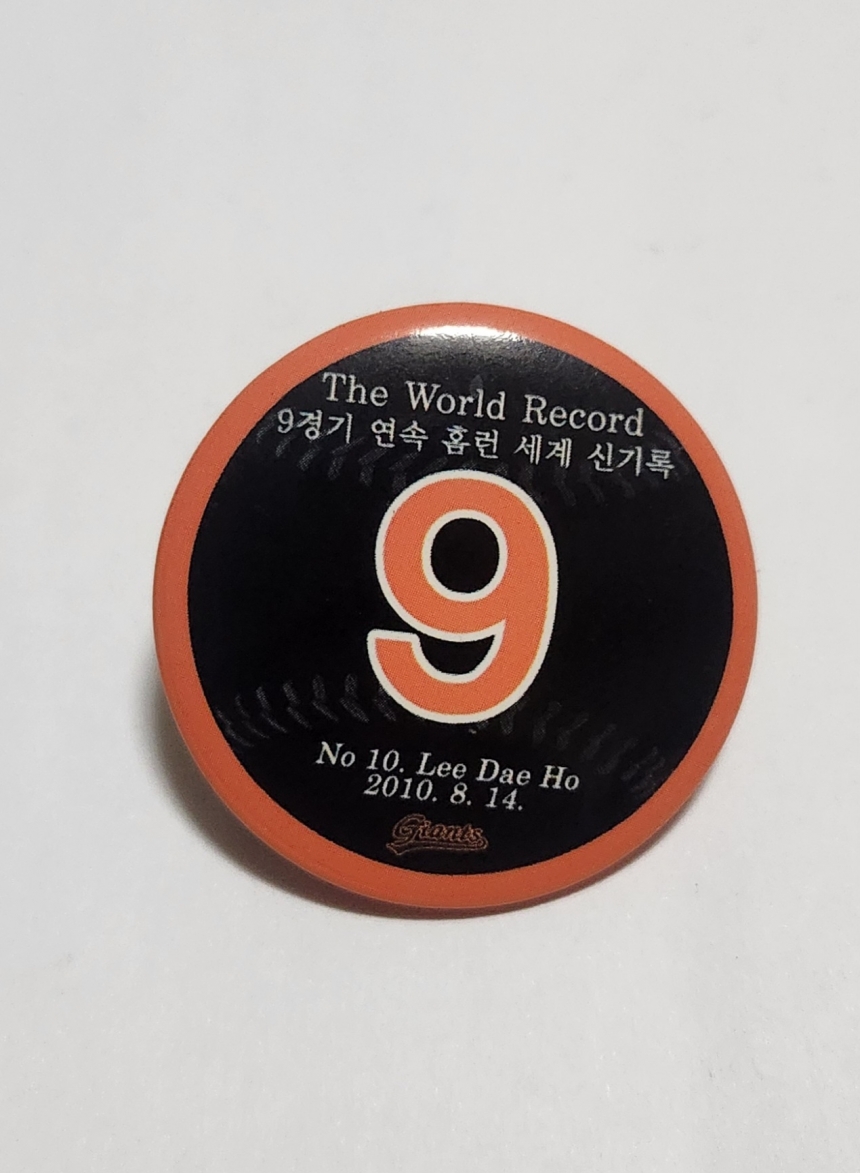 The World Record
9경기 연속 홈런 세계 신기록
9
No 10. Lee Dae Ho
2010. 8. 14.
Giants